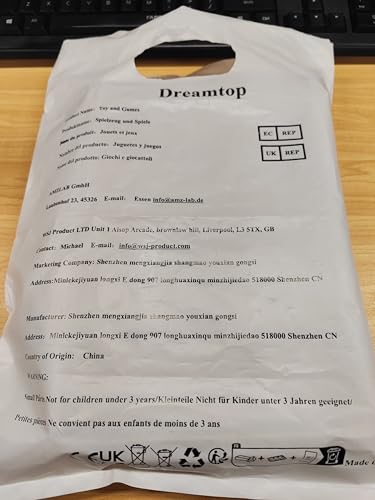 Dreamtop
Product Name: Toy and Games
Produktname: Spielzeug und Spiele
Nom du produit: Jouets et jeux
Nombre del producto: Juguetes y juegos
Nome del prodotto: Giochi e giocattoli
EC REP
UK REP
AMZLAB GmbH
Laubenhof 23, 45326 E-mail: Essen info@amz-lab.de
WSJ Product LTD Unit 1 Alsop Arcade, brownlow hill, Liverpool, L3 5TX, GB
Contact: Michael E-mail: info@wsj-product.com
Marketing Company: Shenzhen mengxiangjia shangmao youxian gongsi
Address:Minlekejiyuan longxi E dong 907 longhuaxinqu minzhijiedao 518000 Shenzhen CN
Manufacturer: Shenzhen mengxiangjia shangmao youxian gongsi
Address: Minlekejiyuan longxi E dong 907 longhuaxinqu minzhijiedao 518000 Shenzhen CN
Country of Origin: China
WARNING:
Small Parts.Not for children under 3 years/Kleinteile Nicht für Kinder unter 3 Jahren geeignet/
Petites pièces Ne convient pas aux enfants de moins de 3 ans
CE UK Made